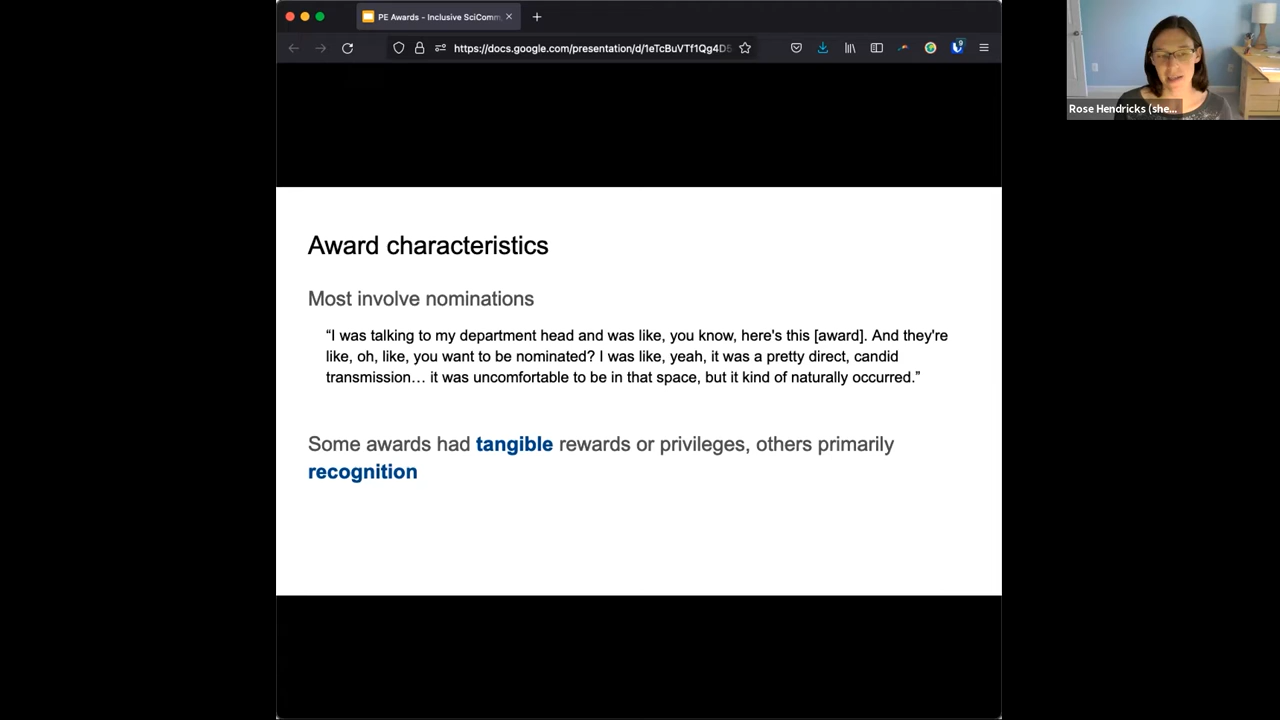 PE Awards - Inclusive SciComm
https://docs.google.com/presentation/d/1eTcBuVTf1Qg4D5
Rose Hendricks (she...
Award characteristics
Most involve nominations
“I was talking to my department head and was like, you know, here's this [award]. And they're
like, oh, like, you want to be nominated? I was like, yeah, it was a pretty direct, candid
transmission… it was uncomfortable to be in that space, but it kind of naturally occurred.”
Some awards had tangible rewards or privileges, others primarily
recognition